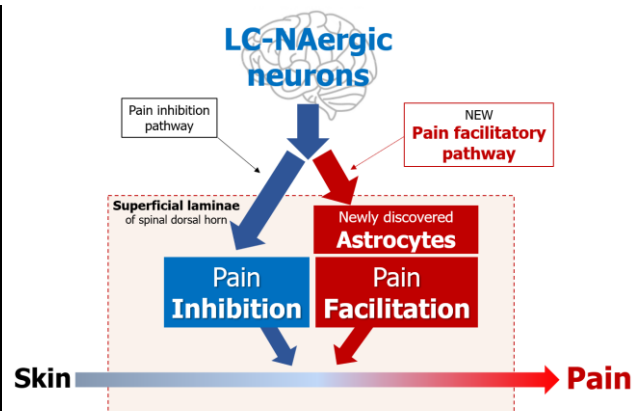 LC-NAergic
neurons
Pain inhibition
pathway
NEW
Pain facilitatory
pathway
Superficial laminae
of spinal dorsal horn
Newly discovered
Astrocytes
Pain
Inhibition
Pain
Facilitation
Skin
Pain